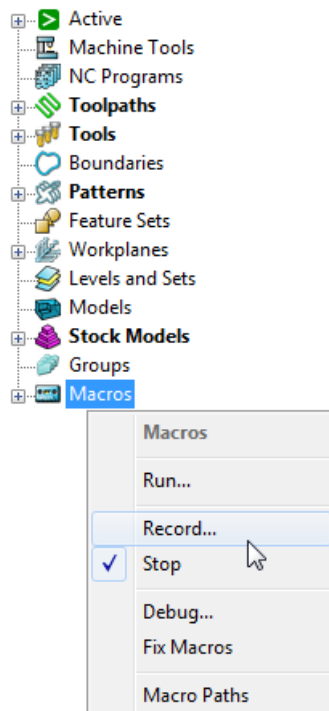 Active
Machine Tools
NC Programs
Toolpaths
Tools
Boundaries
Patterns
Feature Sets
Workplanes
Levels and Sets
Models
Stock Models
Groups
Macros
Macros
Run...
Record...
Stop
Debug...
Fix Macros
Macro Paths